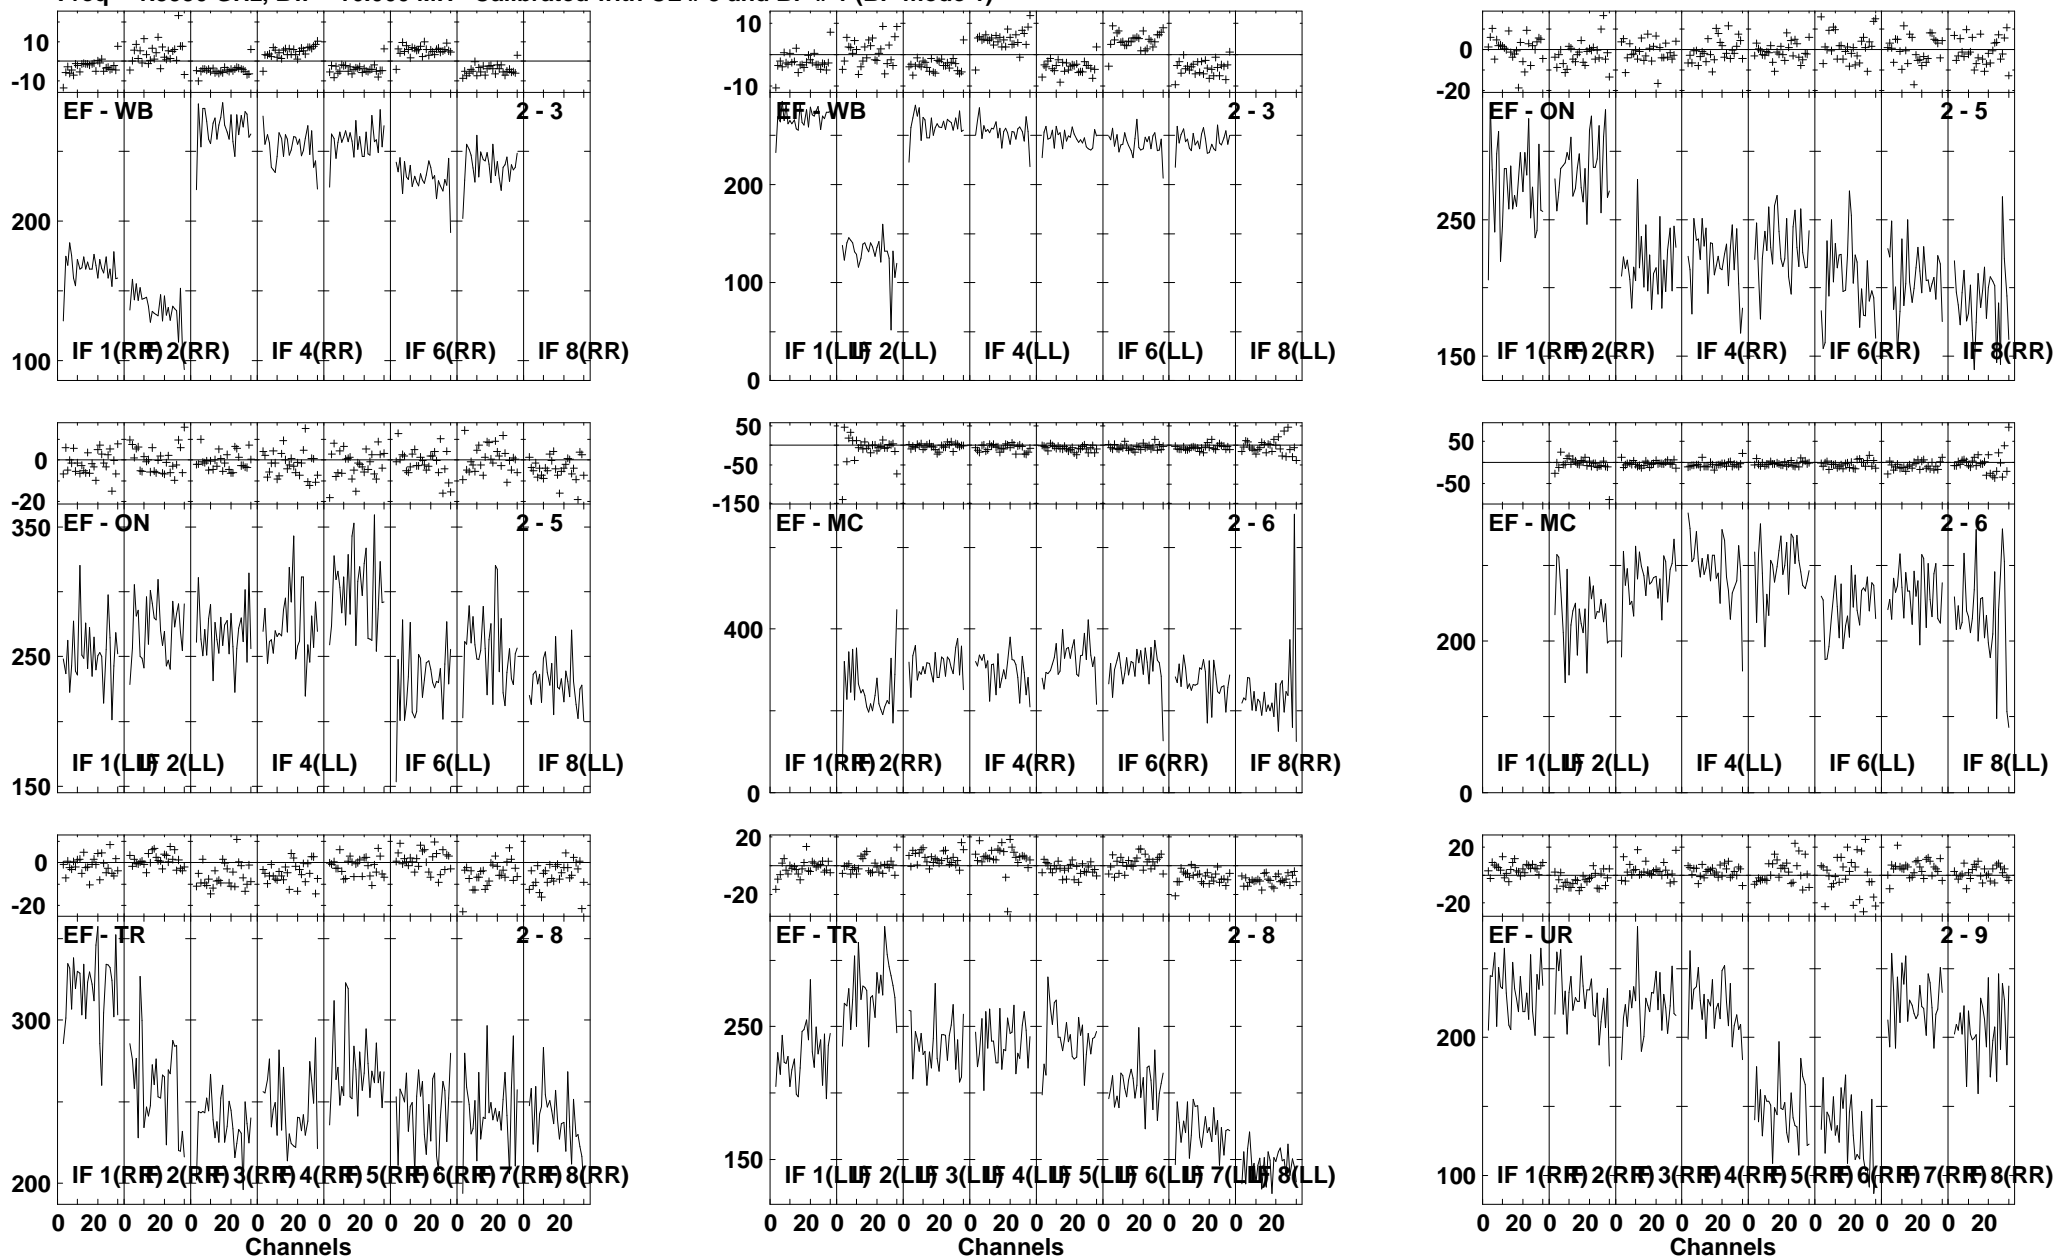 10
-10
EF - WB 2 - 3
200
100
IF 1(RR) IF 2(RR) IF 4(RR) IF 6(RR) IF 8(RR)
10
-10
EF - WB 2 - 3
200
100
0
IF 1(LL) IF 2(LL) IF 4(LL) IF 6(LL) IF 8(LL)
0
-20
EF - ON 2 - 5
250
150
IF 1(RR) IF 2(RR) IF 4(RR) IF 6(RR) IF 8(RR)
0
-20
350
EF - ON 2 - 5
250
150
IF 1(LL) IF 2(LL) IF 4(LL) IF 6(LL) IF 8(LL)
50
-50
-150
EF - MC 2 - 6
400
0
IF 1(RR) IF 2(RR) IF 4(RR) IF 6(RR) IF 8(RR)
50
-50
EF - MC 2 - 6
200
0
IF 1(LL) IF 2(LL) IF 4(LL) IF 6(LL) IF 8(LL)
0
-20
EF - TR 2 - 8
300
200
IF 1(RR) IF 2(RR) IF 3(RR) IF 4(RR) IF 5(RR) IF 6(RR) IF 7(RR) IF 8(RR)
0 20 0 20 0 20 0 20 0 20 0 20 0 20 0 20
Channels
20
-20
EF - TR 2 - 8
250
150
IF 1(LL) IF 2(LL) IF 3(LL) IF 4(LL) IF 5(LL) IF 6(LL) IF 7(LL) IF 8(LL)
0 20 0 20 0 20 0 20 0 20 0 20 0 20 0 20
Channels
20
-20
EF - UR 2 - 9
200
100
IF 1(RR) IF 2(RR) IF 3(RR) IF 4(RR) IF 5(RR) IF 6(RR) IF 7(RR) IF 8(RR)
0 20 0 20 0 20 0 20 0 20 0 20 0 20 0 20
Channels